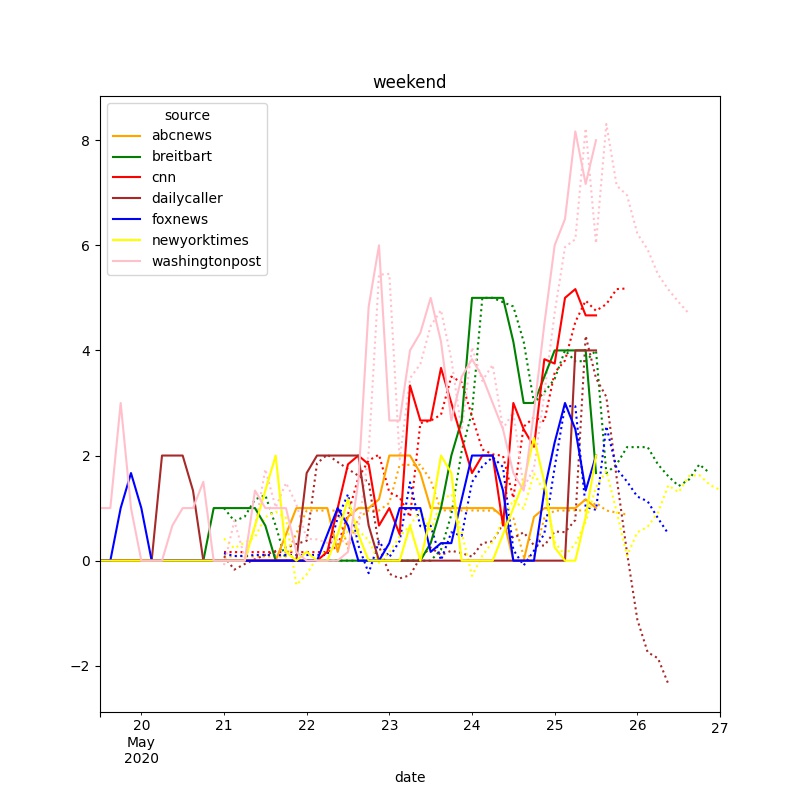 weekend
source
abcnews
breitbart
cnn
dailycaller
foxnews
newyorktimes
washingtonpost
8
6
4
2
0
−2
20 21 22 23 24 25 26 27
May
2020
date